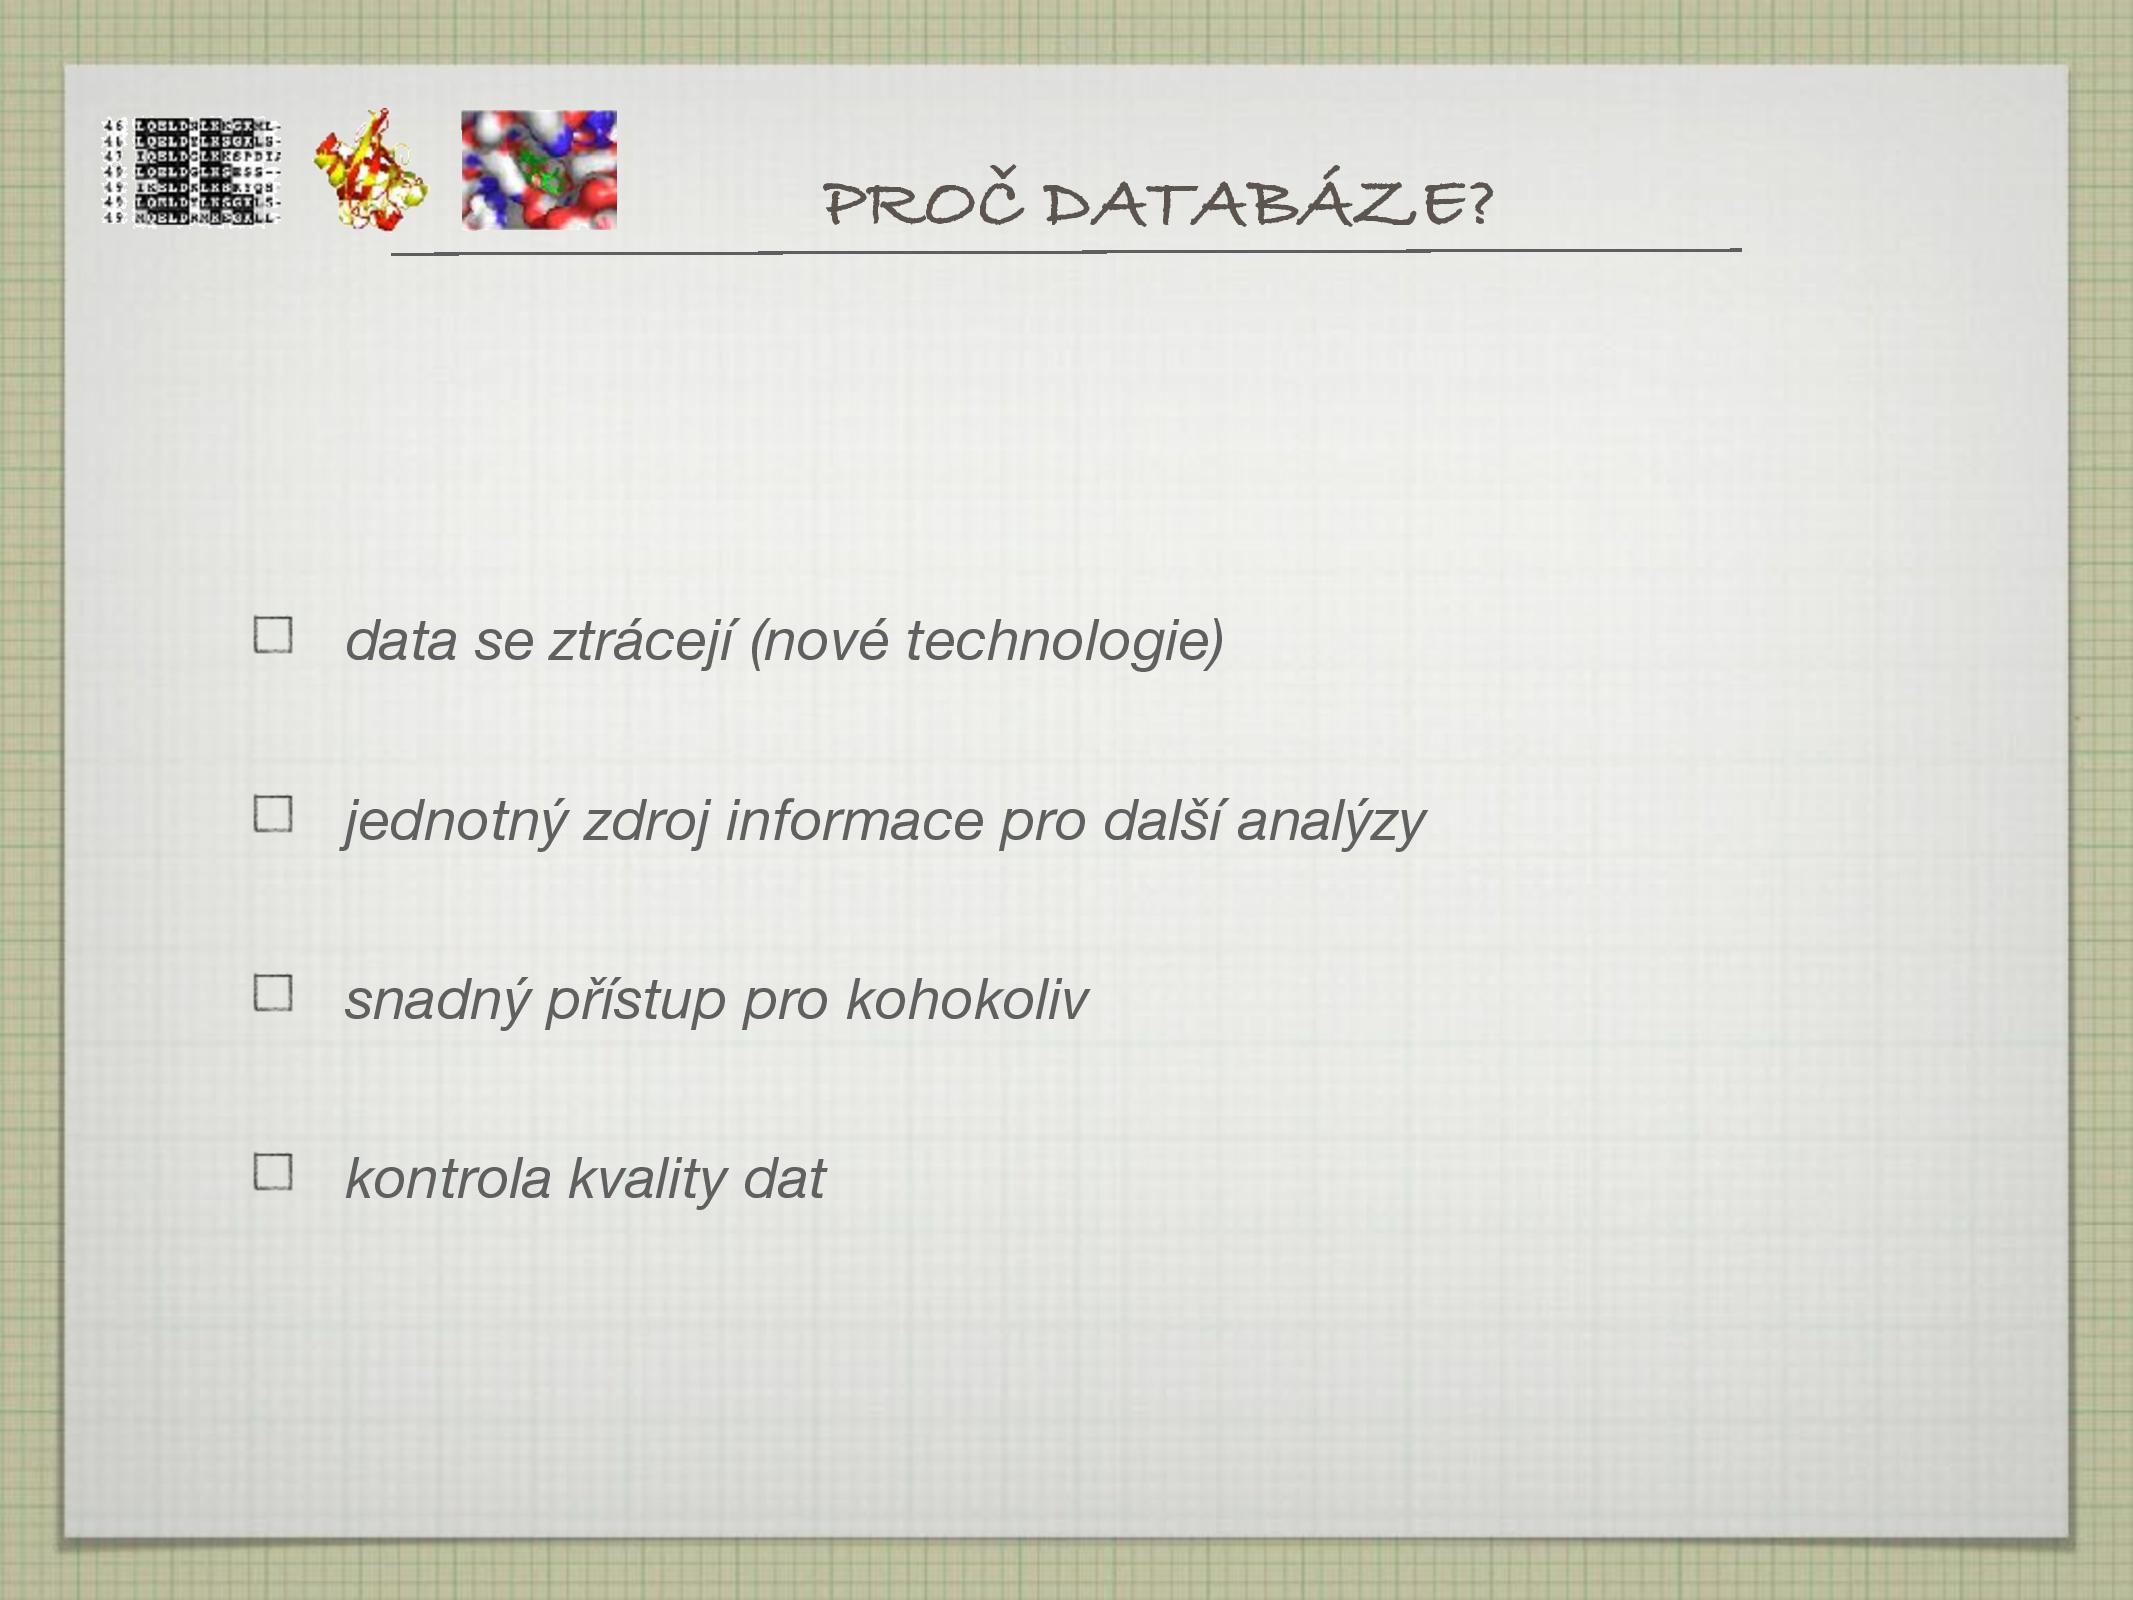 PROČ DATABÁZE?
data se ztrácejí (nové technologie)
jednotný zdroj informace pro další analýzy
snadný přístup pro kohokoliv
kontrola kvality dat